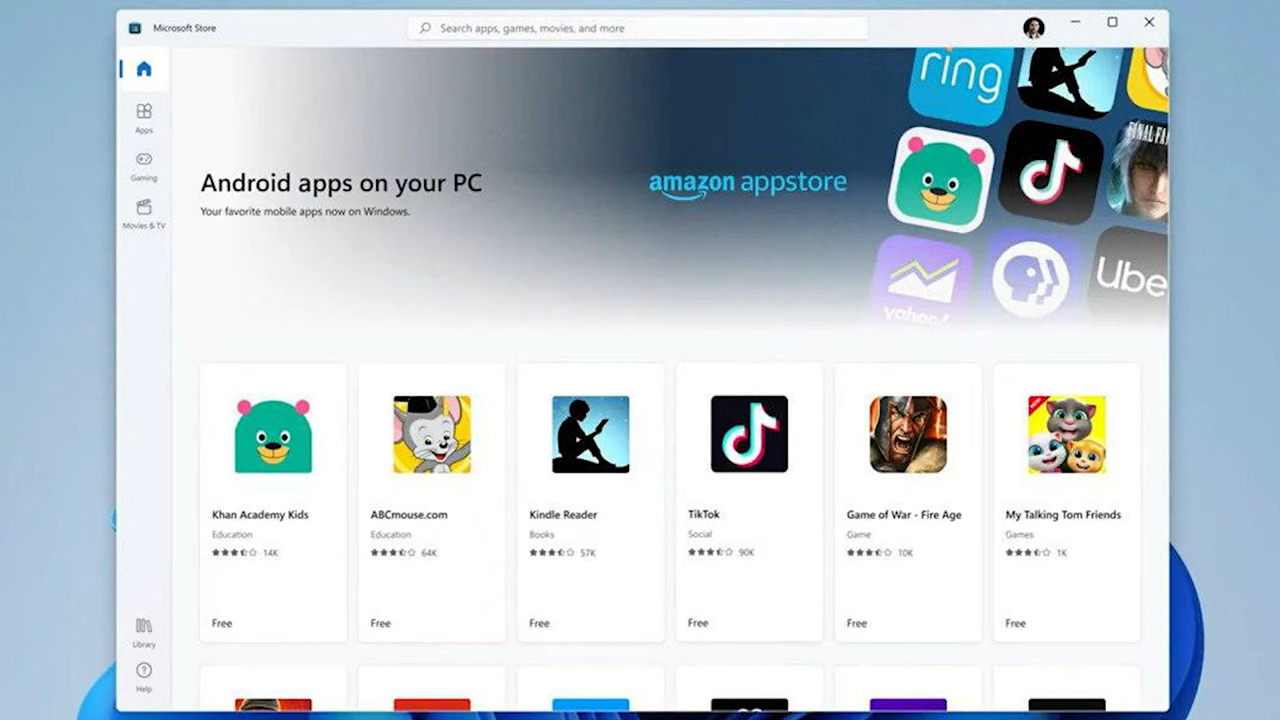 Microsoft Store
Search apps, games, movies, and more
Apps
Gaming
Movies & TV
Library
Help
ring
FINAL
Android apps on your PC
amazon appstore
Your favorite mobile apps now on Windows.
yahoo!
Uber
Khan Academy Kids
Education
14K
Free
ABCmouse.com
Education
64K
Free
Kindle Reader
Books
57K
Free
TikTok
Social
90K
Free
Game of War - Fire Age
Game
10K
Free
My Talking Tom Friends
Games
1K
Free